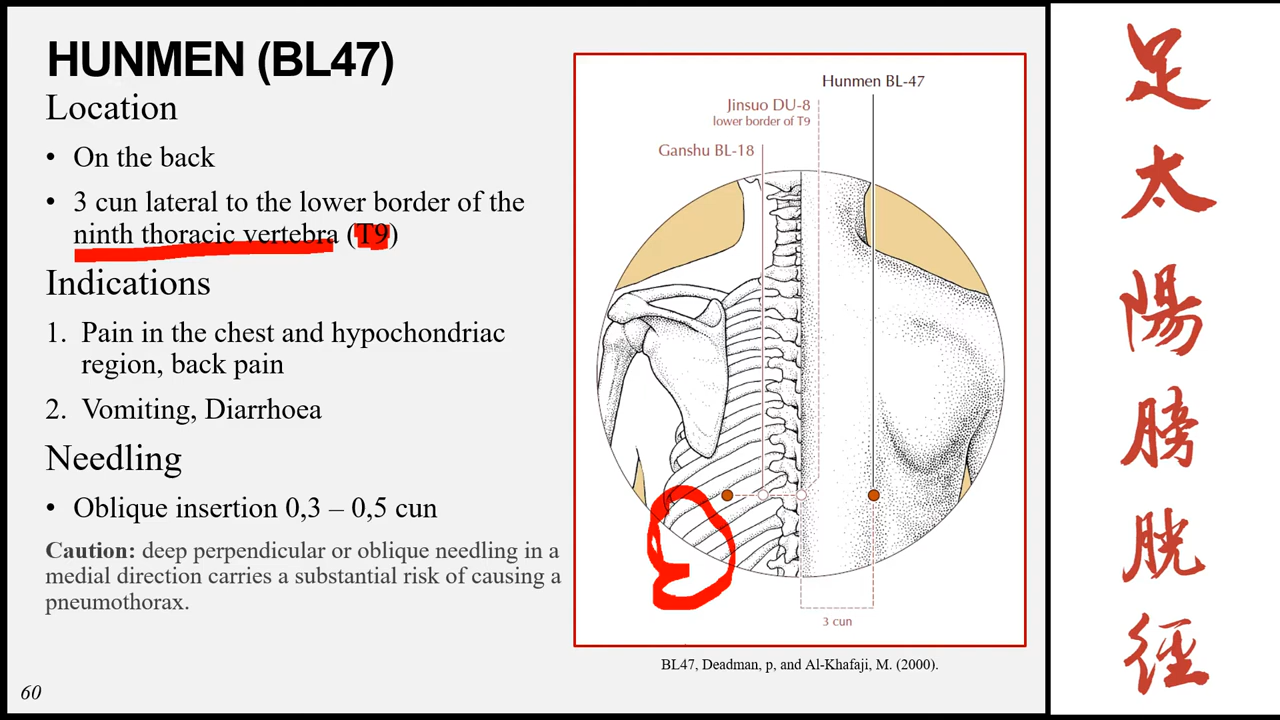 HUNMEN (BL47)
Location
• On the back
• 3 cun lateral to the lower border of the
ninth thoracic vertebra (T9)
Indications
1. Pain in the chest and hypochondriac
region, back pain
2. Vomiting, Diarrhoea
Needling
• Oblique insertion 0,3 – 0,5 cun
Caution: deep perpendicular or oblique needling in a
medial direction carries a substantial risk of causing a
pneumothorax.
60
Hunmen BL-47
Jinsuo DU-8
lower border of T9
Ganshu BL-18
3 cun
BL47, Deadman, p, and Al-Khafaji, M. (2000).
足
太
陽
膀
胱
徑